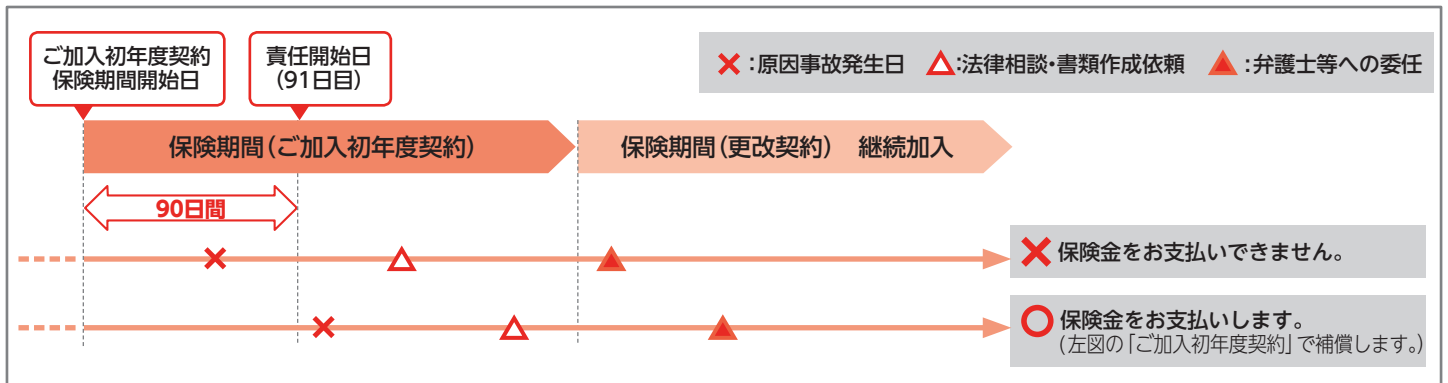 ご加入初年度契約
保険期間開始日
責任開始日
（91日目）
×：原因事故発生日 △：法律相談・書類作成依頼 ▲：弁護士等への委任
保険期間（ご加入初年度契約）
保険期間（更改契約） 継続加入
90日間
× 保険金をお支払いできません。
○ 保険金をお支払いします。
（左図の「ご加入初年度契約」で補償します。）